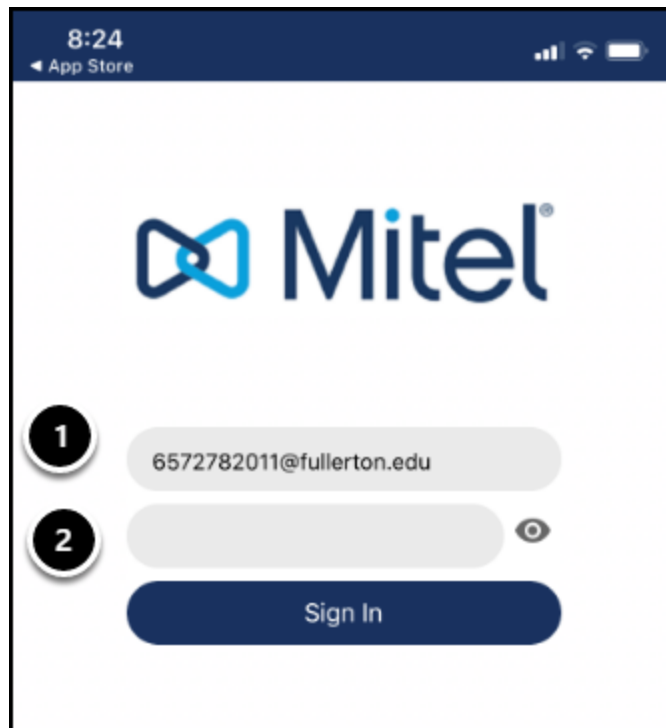 8:24
◀ App Store
Mitel®
1
6572782011@fullerton.edu
2
Sign In